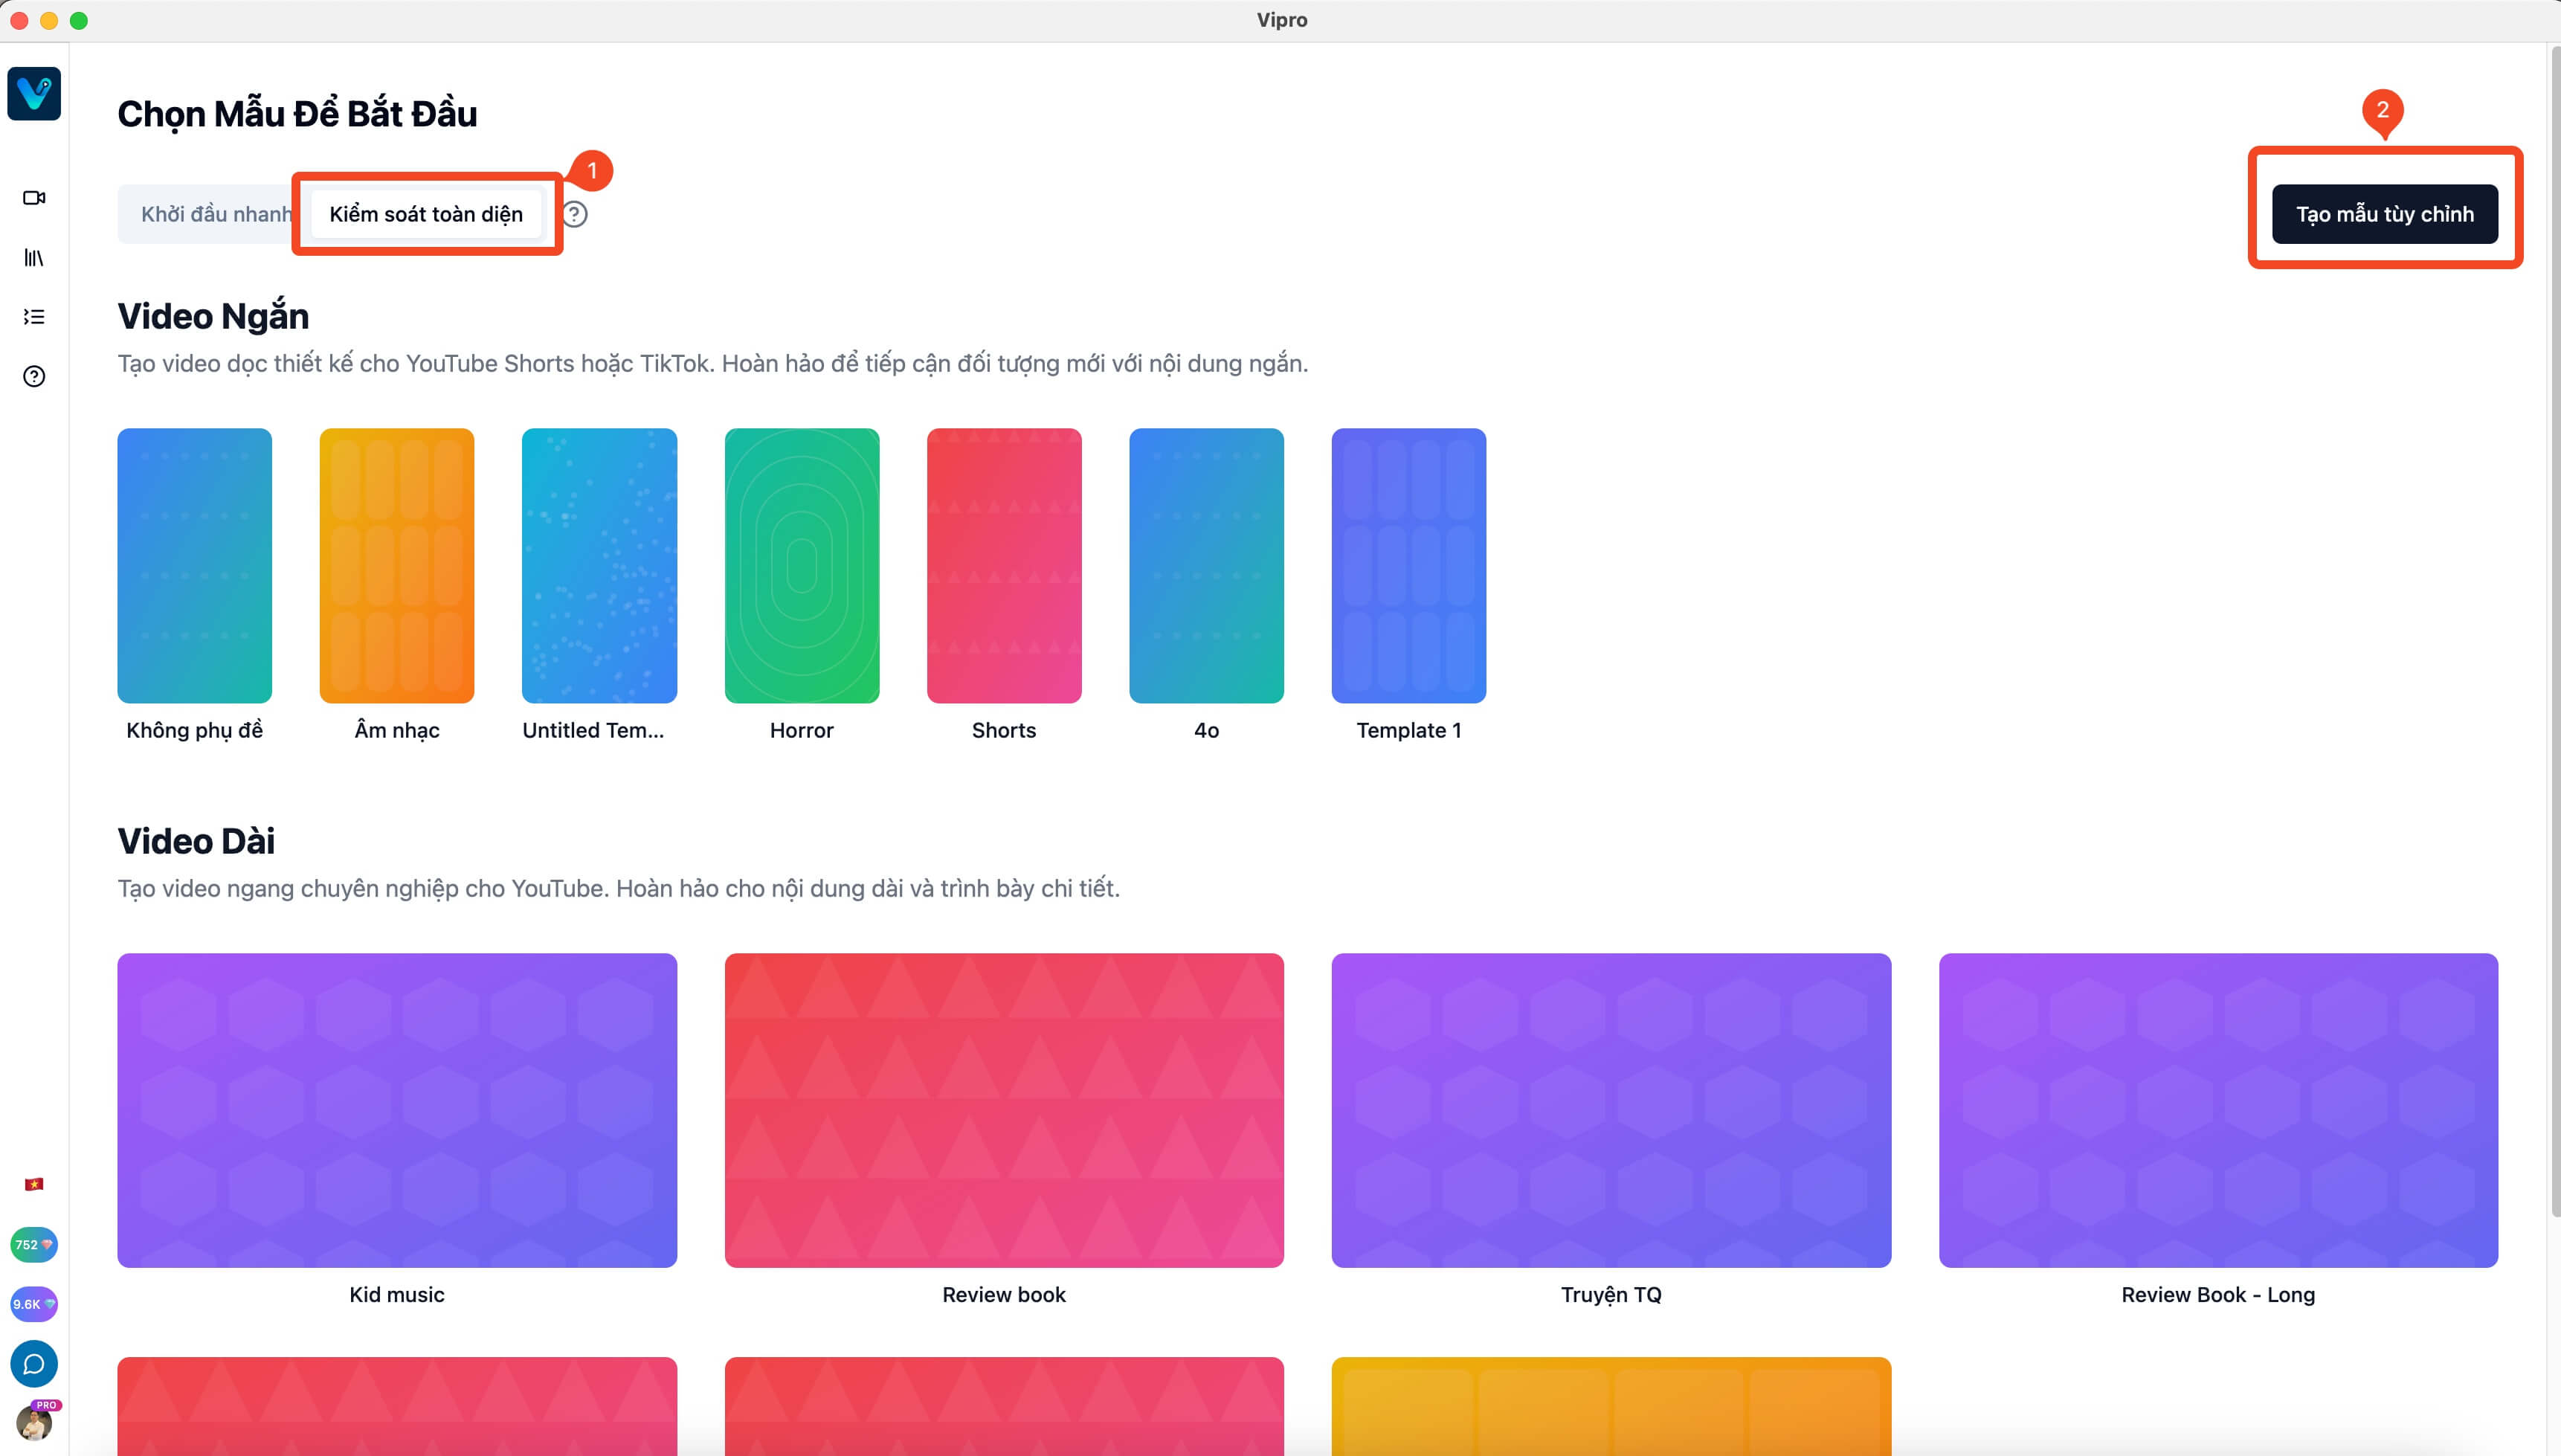 Vipro
Chọn Mẫu Để Bắt Đầu
1
2
Khởi đầu nhanh
Kiểm soát toàn diện
?
Tạo mẫu tùy chỉnh
Video Ngắn
Tạo video dọc thiết kế cho YouTube Shorts hoặc TikTok. Hoàn hảo để tiếp cận đối tượng mới với nội dung ngắn.
Không phụ đề
Âm nhạc
Untitled Tem...
Horror
Shorts
4o
Template 1
Video Dài
Tạo video ngang chuyên nghiệp cho YouTube. Hoàn hảo cho nội dung dài và trình bày chi tiết.
Kid music
Review book
Truyện TQ
Review Book - Long
752
9.6K
PRO